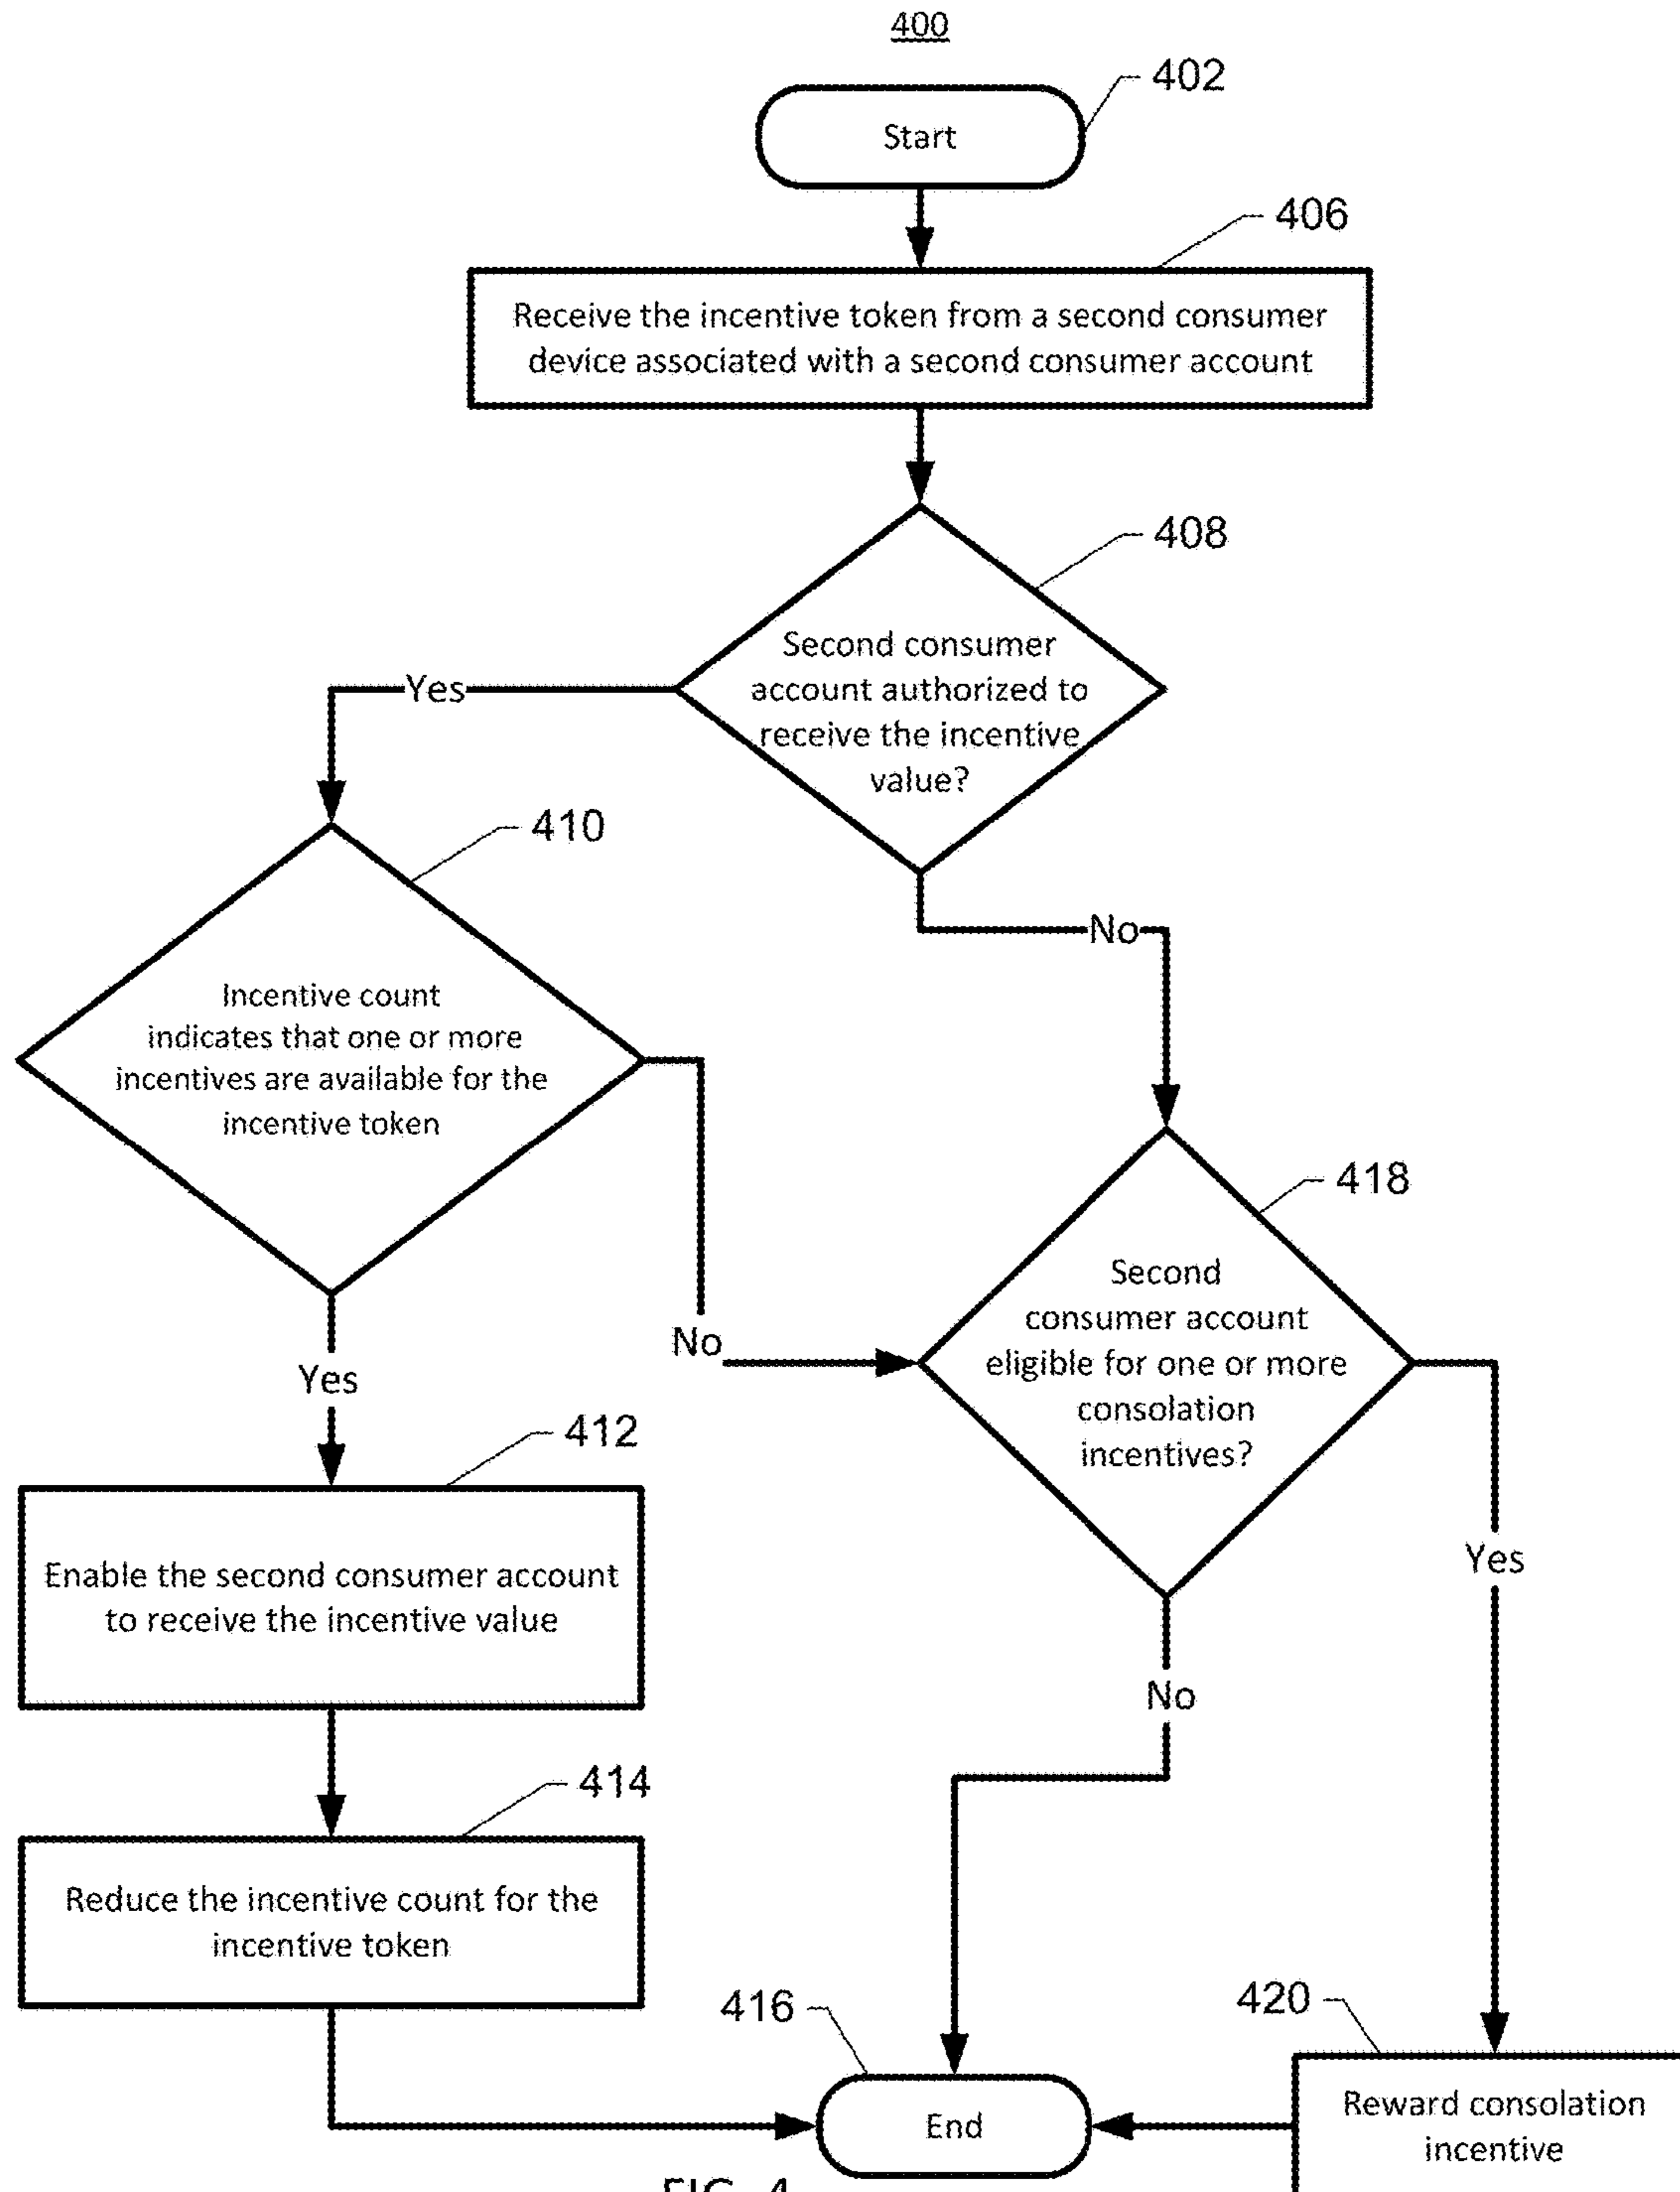 400
402
Start
406
Receive the incentive token from a second consumer
device associated with a second consumer account
408
Second consumer
account authorized to
receive the incentive
value?
Yes
410
No
Incentive count
indicates that one or more
incentives are available for the
incentive token
418
Second
consumer account
eligible for one or more
consolation
incentives?
No
Yes
412
Enable the second consumer account
to receive the incentive value
Yes
No
414
Reduce the incentive count for the
incentive token
416
End
420
Reward consolation
incentive
FIG. 4